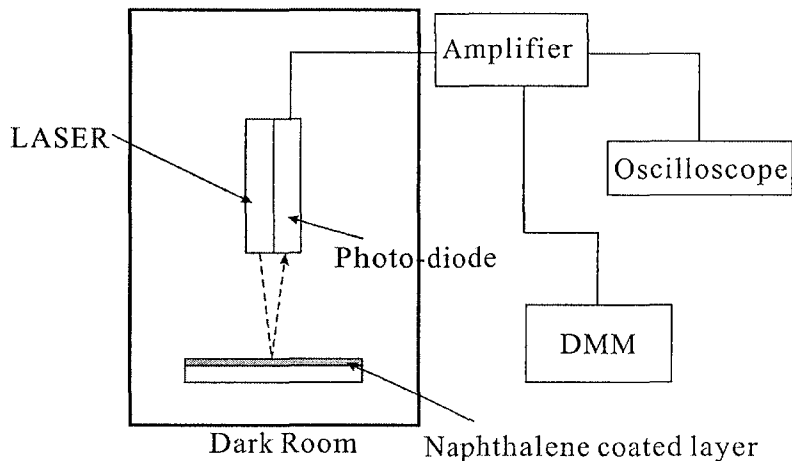 Amplifier
LASER
Oscilloscope
Photo-diode
DMM
Dark Room
Naphthalene coated layer